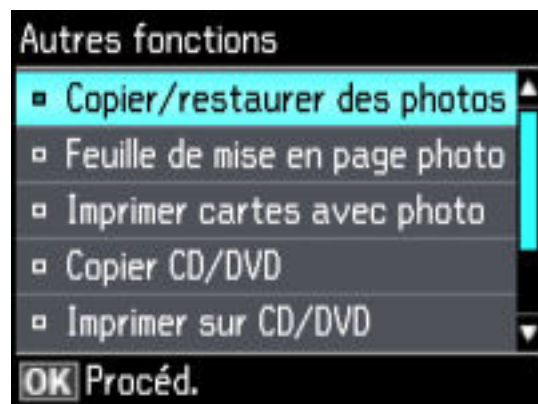 Autres fonctions
Copier/restaurer des photos
Feuille de mise en page photo
Imprimer cartes avec photo
Copier CD/DVD
Imprimer sur CD/DVD
OK Procéd.